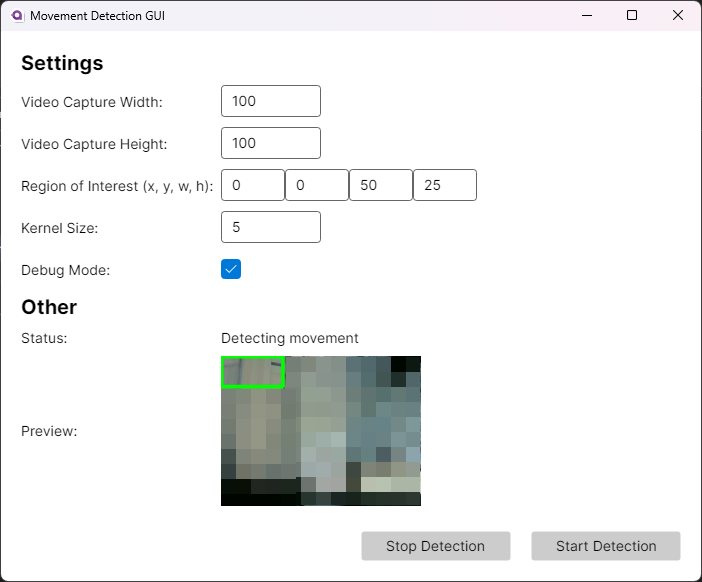 Movement Detection GUI
Settings
Video Capture Width: 100
Video Capture Height: 100
Region of Interest (x, y, w, h): 0 0 50 25
Kernel Size: 5
Debug Mode:
Other
Status: Detecting movement
Preview:
Stop Detection Start Detection